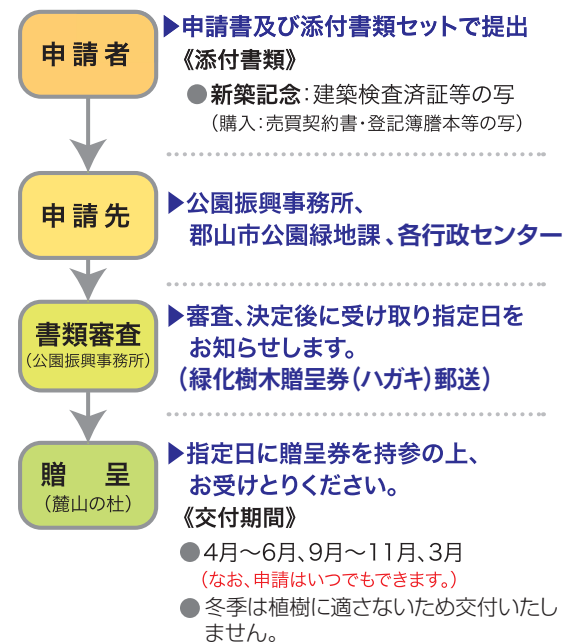 申請者
▶申請書及び添付書類セットで提出
《添付書類》
●新築記念：建築検査済証等の写
（購入：売買契約書・登記簿謄本等の写）
申請先
▶公園振興事務所、
郡山市公園緑地課、各行政センター
書類審査
（公園振興事務所）
▶審査、決定後に受け取り指定日を
お知らせします。
（緑化樹木贈呈券（ハガキ）郵送）
贈　呈
（麓山の杜）
▶指定日に贈呈券を持参の上、
お受けとりください。
《交付期間》
●4月〜6月、9月〜11月、3月
（なお、申請はいつでもできます。）
●冬季は植樹に適さないため交付いたし
ません。